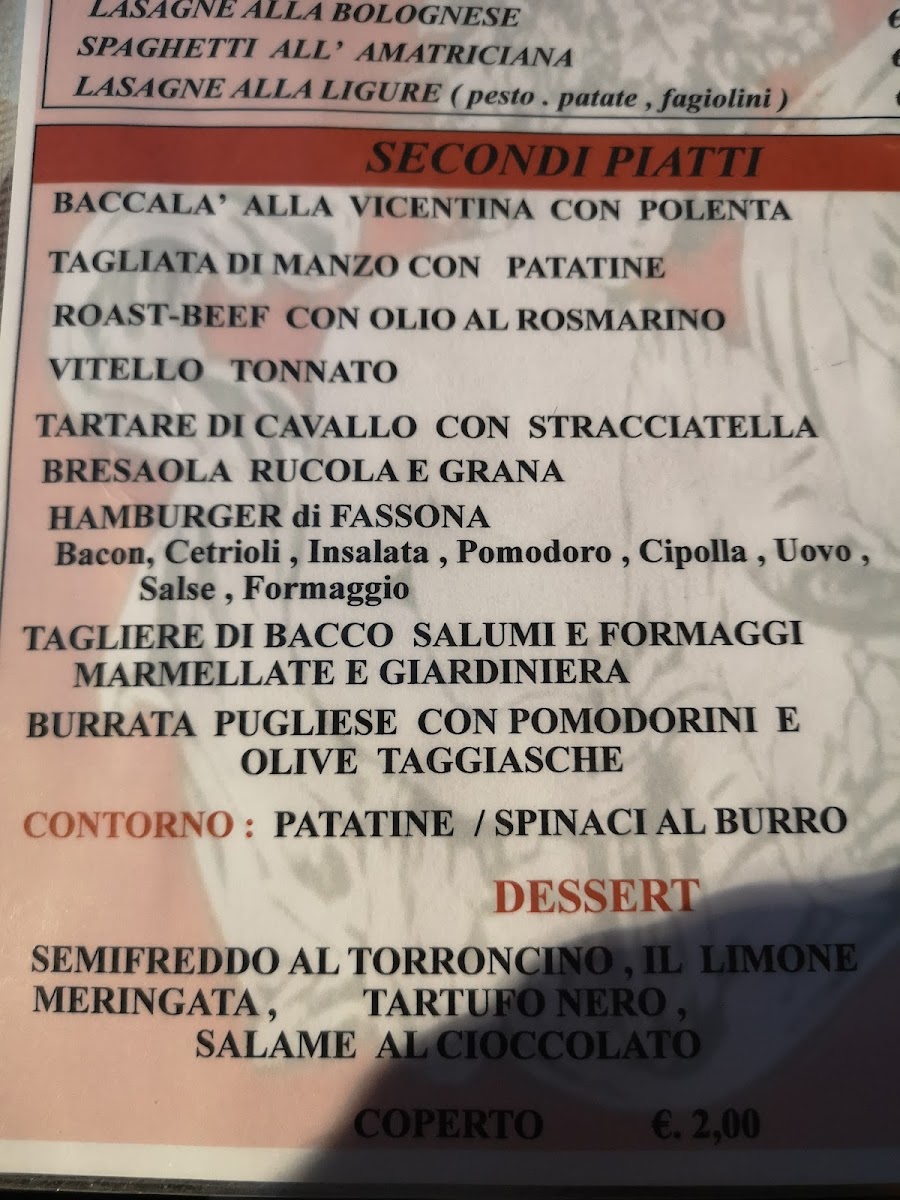 LASAGNE ALLA BOLOGNESE €
SPAGHETTI ALL' AMATRICIANA €
LASAGNE ALLA LIGURE ( pesto . patate , fagiolini )
SECONDI PIATTI
BACCALA' ALLA VICENTINA CON POLENTA
TAGLIATA DI MANZO CON PATATINE
ROAST-BEEF CON OLIO AL ROSMARINO
VITELLO TONNATO
TARTARE DI CAVALLO CON STRACCIATELLA
BRESAOLA RUCOLA E GRANA
HAMBURGER di FASSONA
Bacon, Cetrioli , Insalata , Pomodoro , Cipolla , Uovo ,
Salse , Formaggio
TAGLIERE DI BACCO SALUMI E FORMAGGI
MARMELLATE E GIARDINIERA
BURRATA PUGLIESE CON POMODORINI E
OLIVE TAGGIASCHE
CONTORNO : PATATINE / SPINACI AL BURRO
DESSERT
SEMIFREDDO AL TORRONCINO , IL LIMONE
MERINGATA , TARTUFO NERO ,
SALAME AL CIOCCOLATO
COPERTO €. 2,00